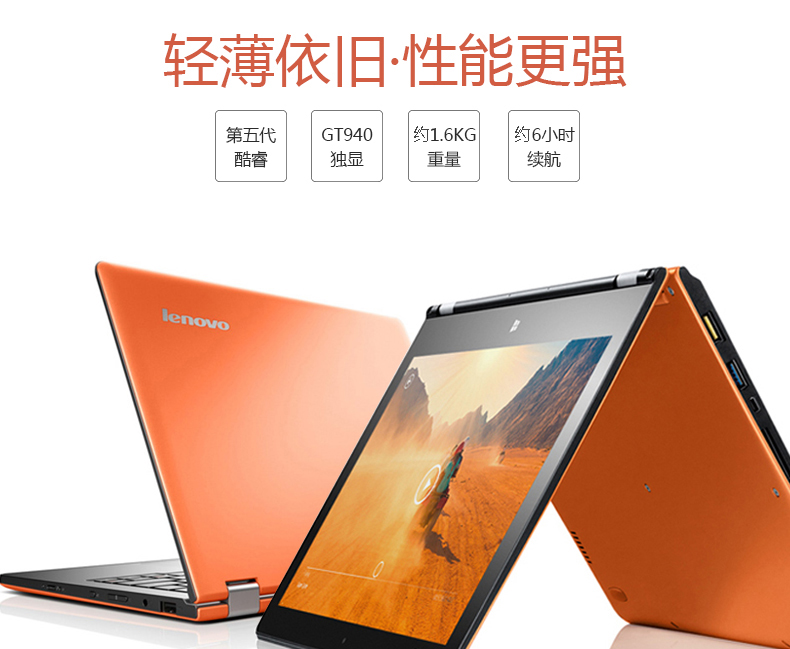 轻薄依旧·性能更强
第五代
酷睿
GT940
独显
约1.6KG
重量
约6小时
续航
lenovo